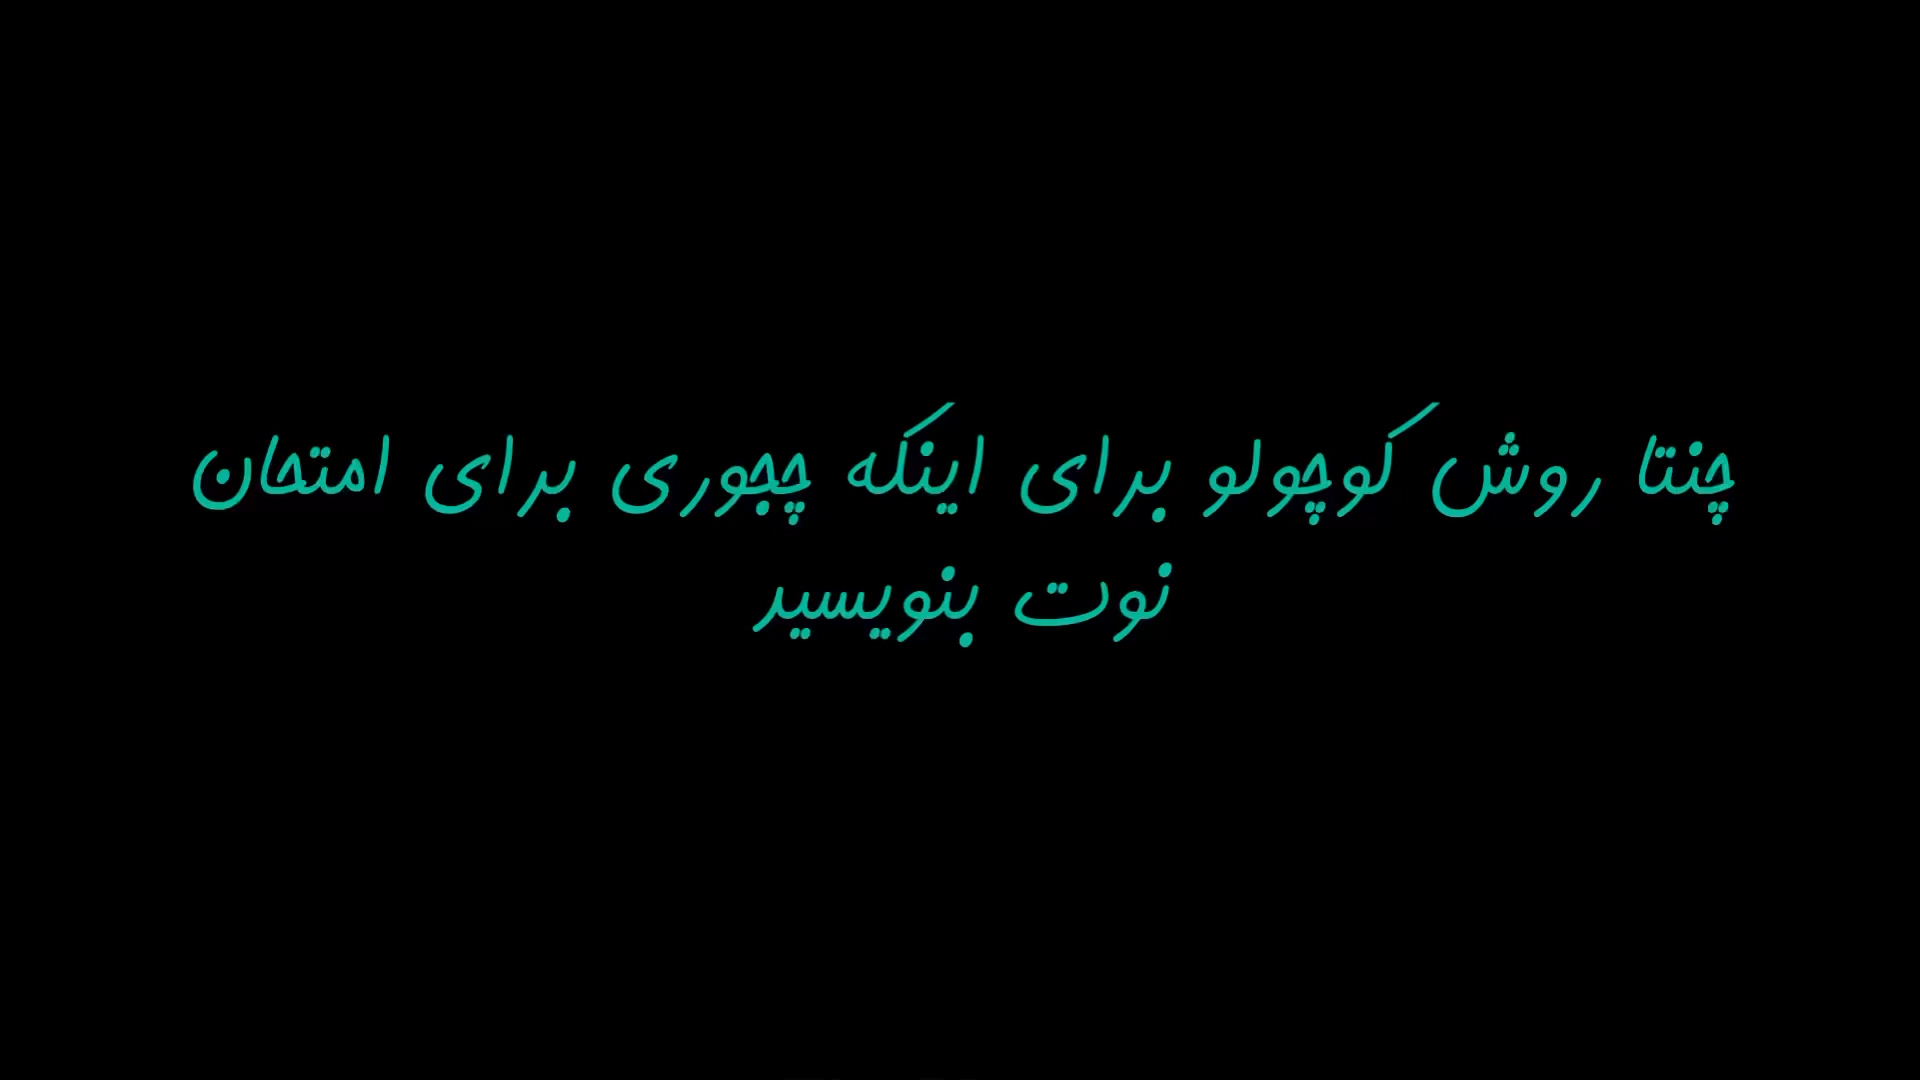 چنتا روش کوچولو برای اینکه چجوری برای امتحان
نوت بنویسید